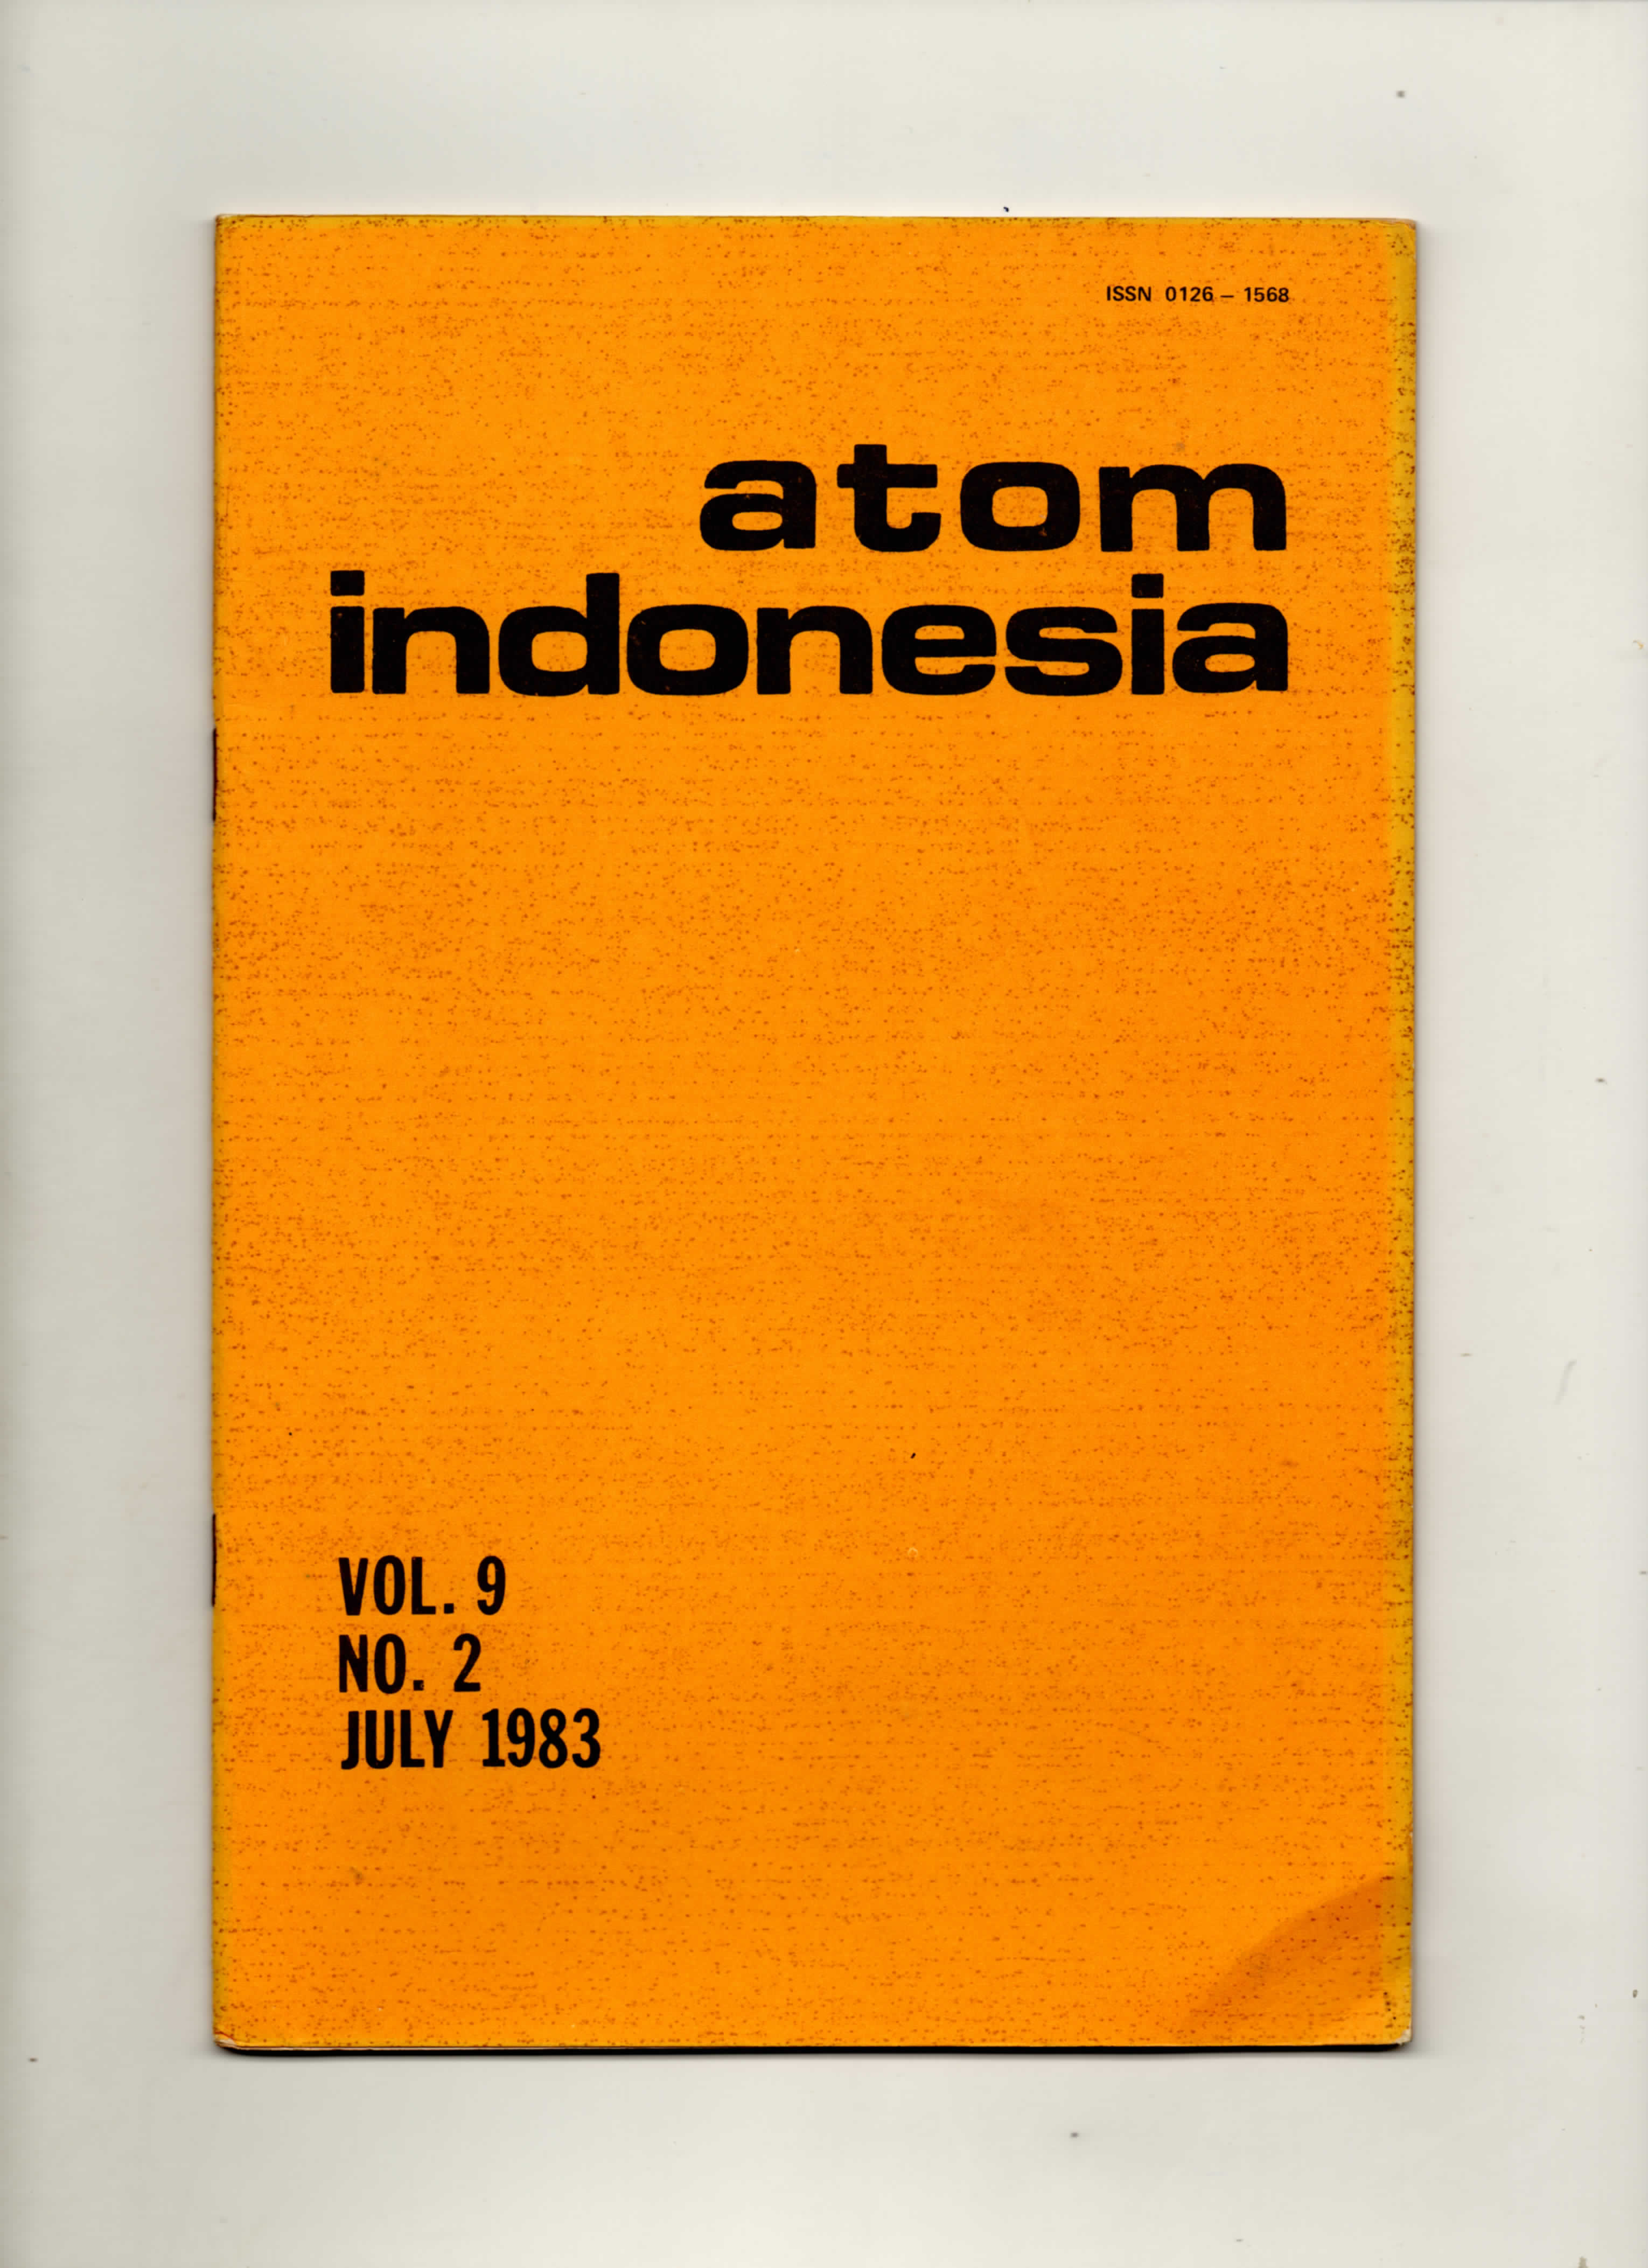 ISSN 0126 – 1568
atom
indonesia
VOL. 9
NO. 2
JULY 1983